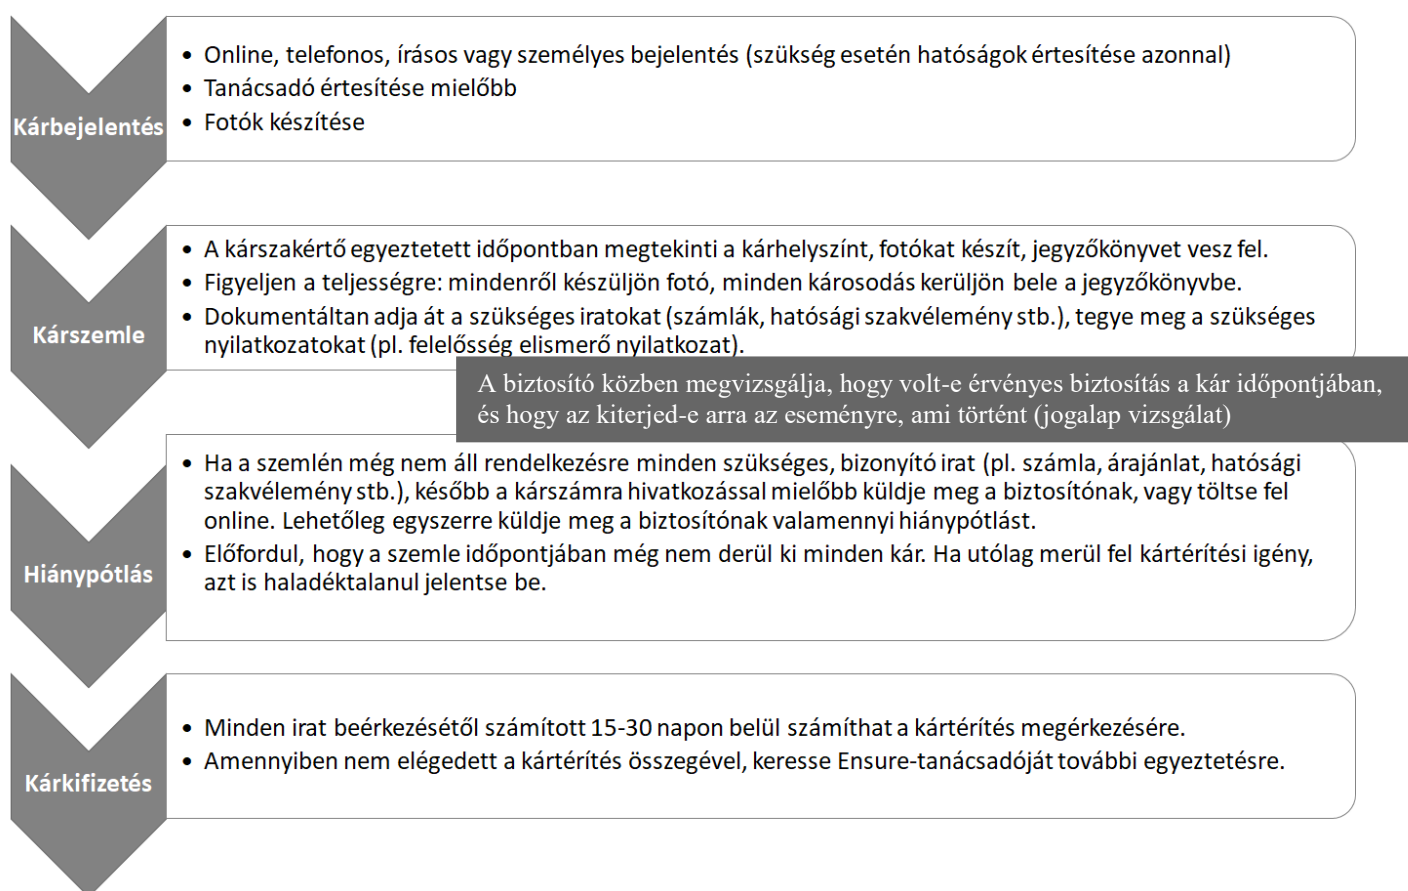 Kárbejelentés
• Online, telefonos, írásos vagy személyes bejelentés (szükség esetén hatóságok értesítése azonnal)
• Tanácsadó értesítése mielőbb
• Fotók készítése
Kárszemle
• A kárszakértő egyeztetett időpontban megtekinti a kárhelyszínt, fotókat készít, jegyzőkönyvet vesz fel.
• Figyeljen a teljességre: mindenről készüljön fotó, minden károsodás kerüljön bele a jegyzőkönyvbe.
• Dokumentáltan adja át a szükséges iratokat (számlák, hatósági szakvélemény stb.), tegye meg a szükséges
nyilatkozatokat (pl. felelősség elismerő nyilatkozat).
A biztosító közben megvizsgálja, hogy volt-e érvényes biztosítás a kár időpontjában,
és hogy az kiterjed-e arra az eseményre, ami történt (jogalap vizsgálat)
Hiánypótlás
• Ha a szemlén még nem áll rendelkezésre minden szükséges, bizonyító irat (pl. számla, árajánlat, hatósági
szakvélemény stb.), később a kárszámra hivatkozással mielőbb küldje meg a biztosítónak, vagy töltse fel
online. Lehetőleg egyszerre küldje meg a biztosítónak valamennyi hiánypótlást.
• Előfordul, hogy a szemle időpontjában még nem derül ki minden kár. Ha utólag merül fel kártérítési igény,
azt is haladéktalanul jelentse be.
Kárkifizetés
• Minden irat beérkezésétől számított 15-30 napon belül számíthat a kártérítés megérkezésére.
• Amennyiben nem elégedett a kártérítés összegével, keresse Ensure-tanácsadóját további egyeztetésre.